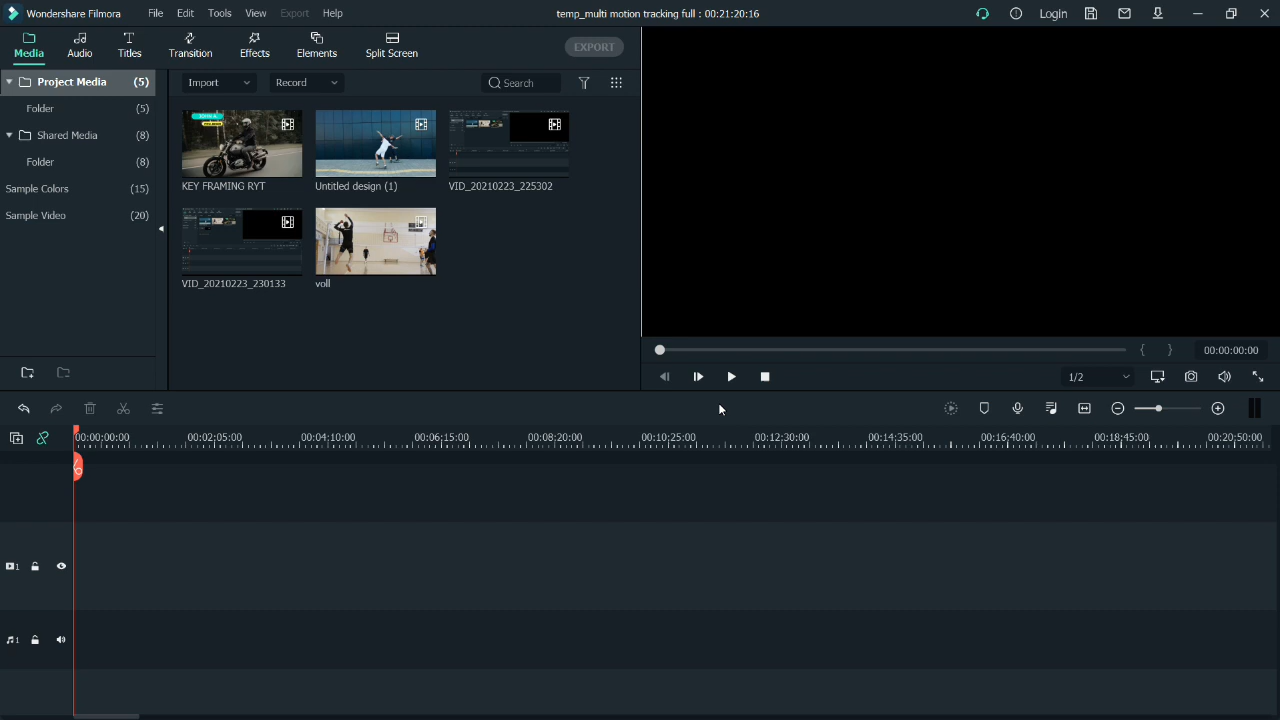 Wondershare Filmora File Edit Tools View Export Help temp_multi motion tracking full : 00:21:20:16 LogIn
Media Audio Titles Transition Effects Elements Split Screen EXPORT
Project Media (5) Import Record Search
Folder (5)
Shared Media (8)
Folder (8)
Sample Colors (15)
Sample Video (20)
KEY FRAMING RYT Untitled design (1) VID_20210223_225302
VID_20210223_230133 voll
00:00:00:00
1/2
00:00:00:00 00:02:05:00 00:04:10:00 00:06:15:00 00:08:20:00 00:10:25:00 00:12:30:00 00:14:35:00 00:16:40:00 00:18:45:00 00:20:50:00
1
1